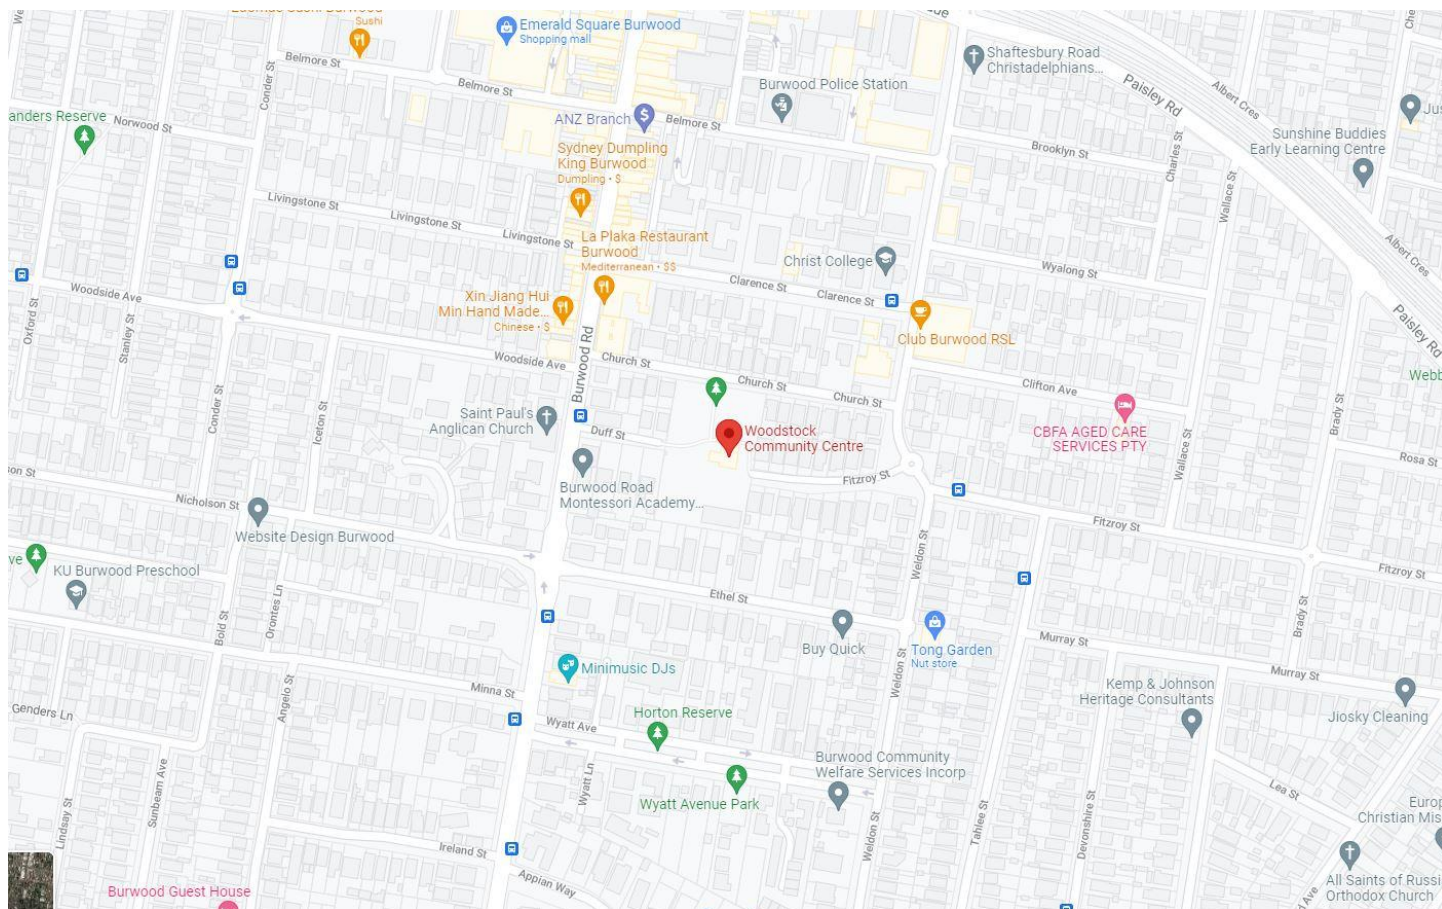 Sushi
Emerald Square Burwood
Shopping mall
Shaftesbury Road
Christadelphians...
Belmore St
Conder St
Belmore St
Burwood Police Station
Paisley Rd
Albert Cres
anders Reserve
Norwood St
ANZ Branch
Belmore St
Sunshine Buddies
Early Learning Centre
Sydney Dumpling
King Burwood
Dumpling • $
Brooklyn St
Charles St
Wallace St
Livingstone St
Livingstone St
Livingstone St
La Plaka Restaurant
Burwood
Mediterranean • $$
Christ College
Wyalong St
Albert Cres
Woodside Ave
Oxford St
Stanley St
Xin Jiang Hui
Min Hand Made...
Chinese • $
Clarence St
Clarence St
Club Burwood RSL
Paisley Rd
Woodside Ave
Burwood Rd
Church St
Church St
Church St
Clifton Ave
Webb
Conder St
Iceton St
Saint Paul's
Anglican Church
Duff St
Woodstock
Community Centre
CBFA AGED CARE
SERVICES PTY
Wallace St
Brady St
Rosa St
son St
Nicholson St
Burwood Road
Montessori Academy...
Fitzroy St
Fitzroy St
Website Design Burwood
Weldon St
Fitzroy St
ve
KU Burwood Preschool
Orontes Ln
Bold St
Ethel St
Buy Quick
Tong Garden
Nut store
Murray St
Brady St
Murray St
Minimusic DJs
Weldon St
Minna St
Angelo St
Genders Ln
Kemp & Johnson
Heritage Consultants
Jiosky Cleaning
Horton Reserve
Wyatt Ave
Burwood Community
Welfare Services Incorp
Wyatt Ln
Wyatt Avenue Park
Lindsay St
Sunbeam Ave
Weldon St
Tahlee St
Devonshire St
Lea St
Europ
Christian Mis
Ireland St
Appian Way
Burwood Guest House
All Saints of Russi
Orthodox Church
d Ave